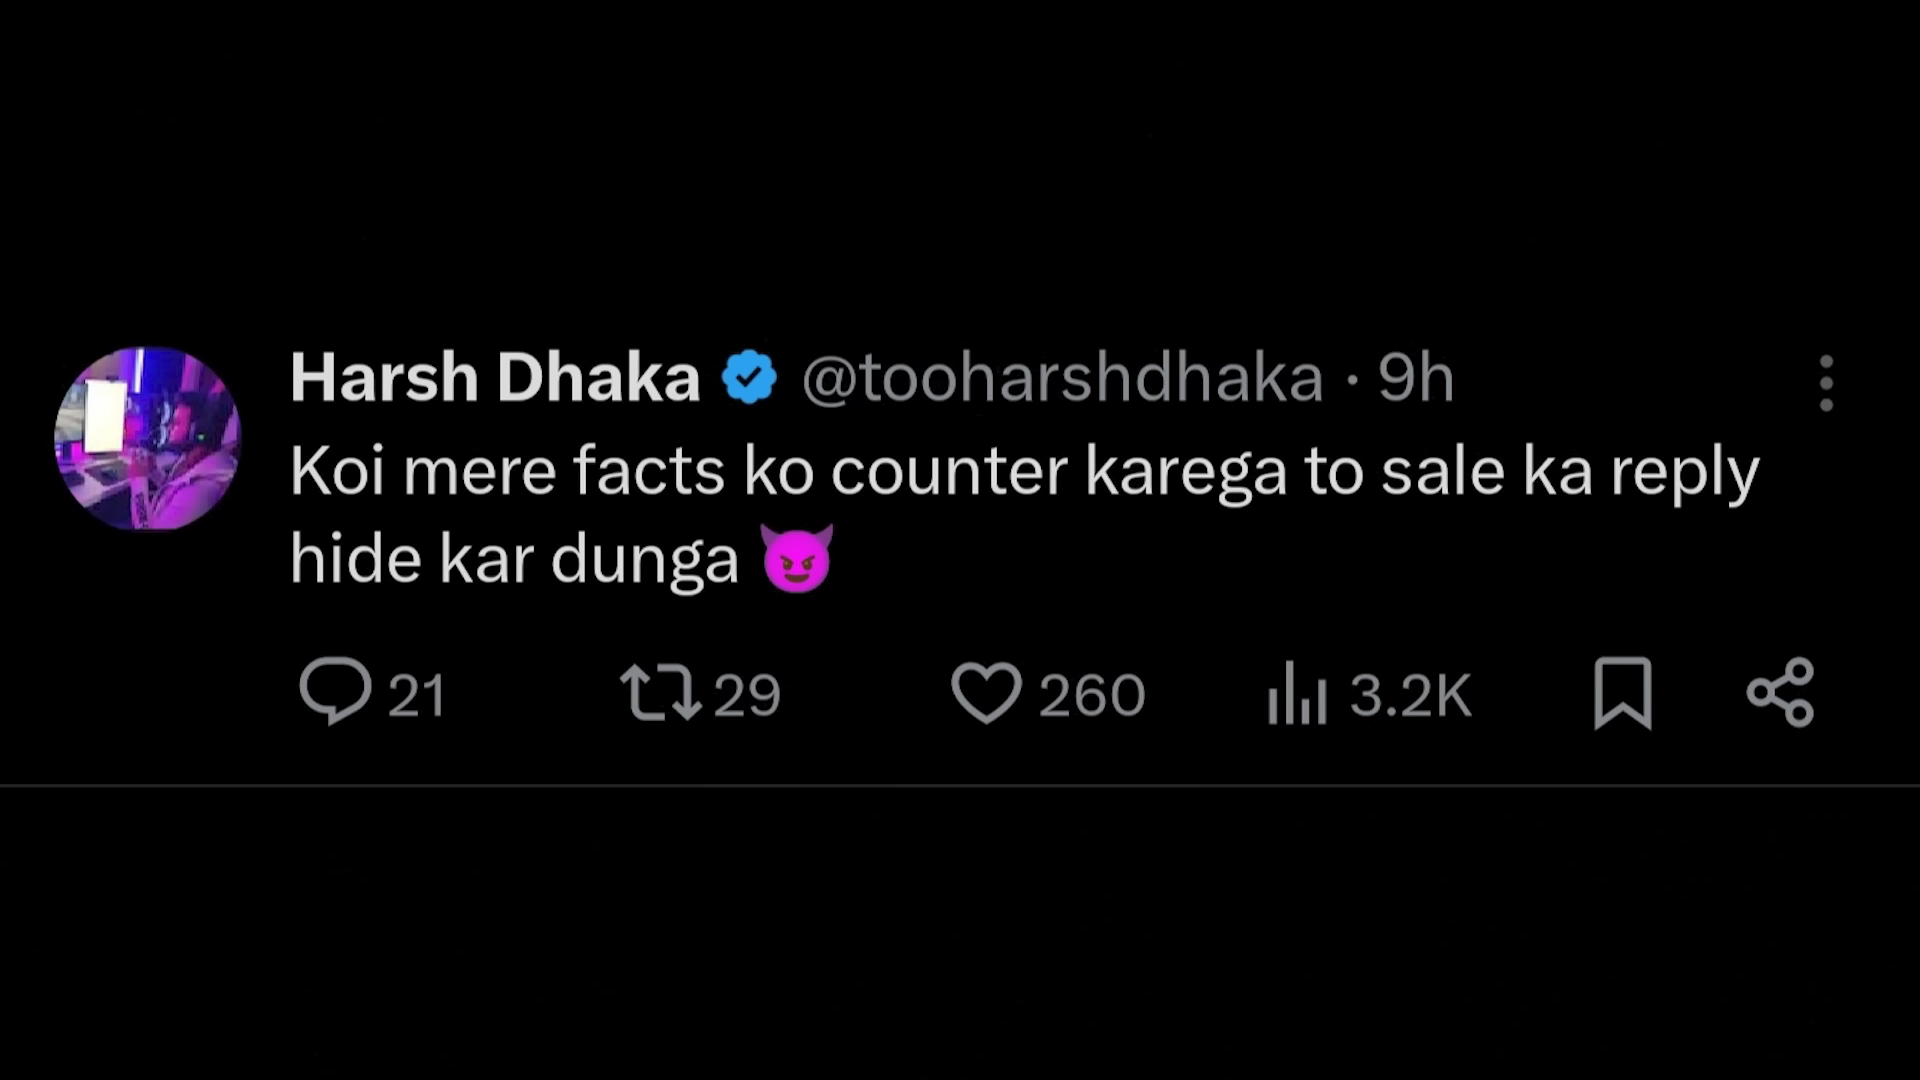 Harsh Dhaka @tooharshdhaka · 9h
Koi mere facts ko counter karega to sale ka reply
hide kar dunga 😈
21 29 260 3.2K